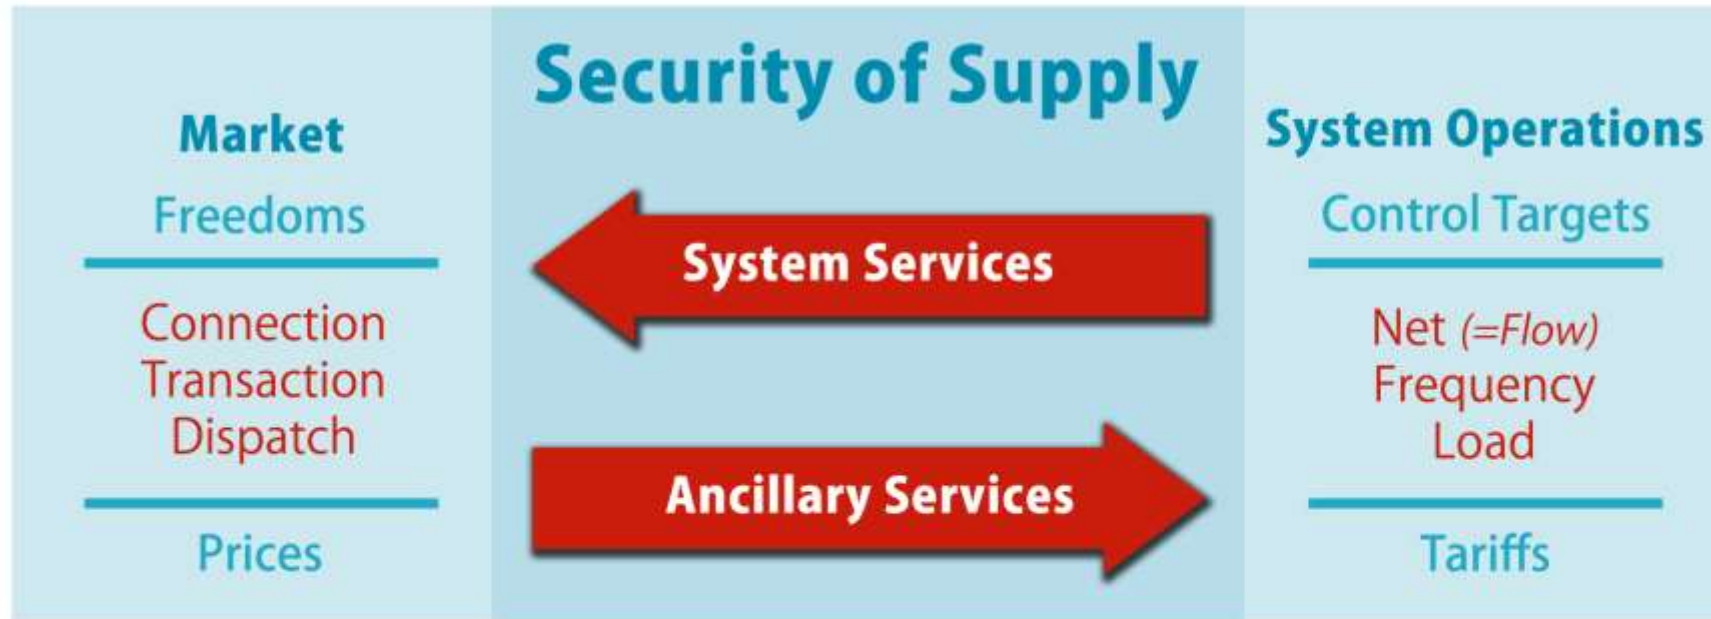 Security of Supply
Market
Freedoms
Connection
Transaction
Dispatch
Prices
System Services
Ancillary Services
System Operations
Control Targets
Net (=Flow)
Frequency
Load
Tariffs